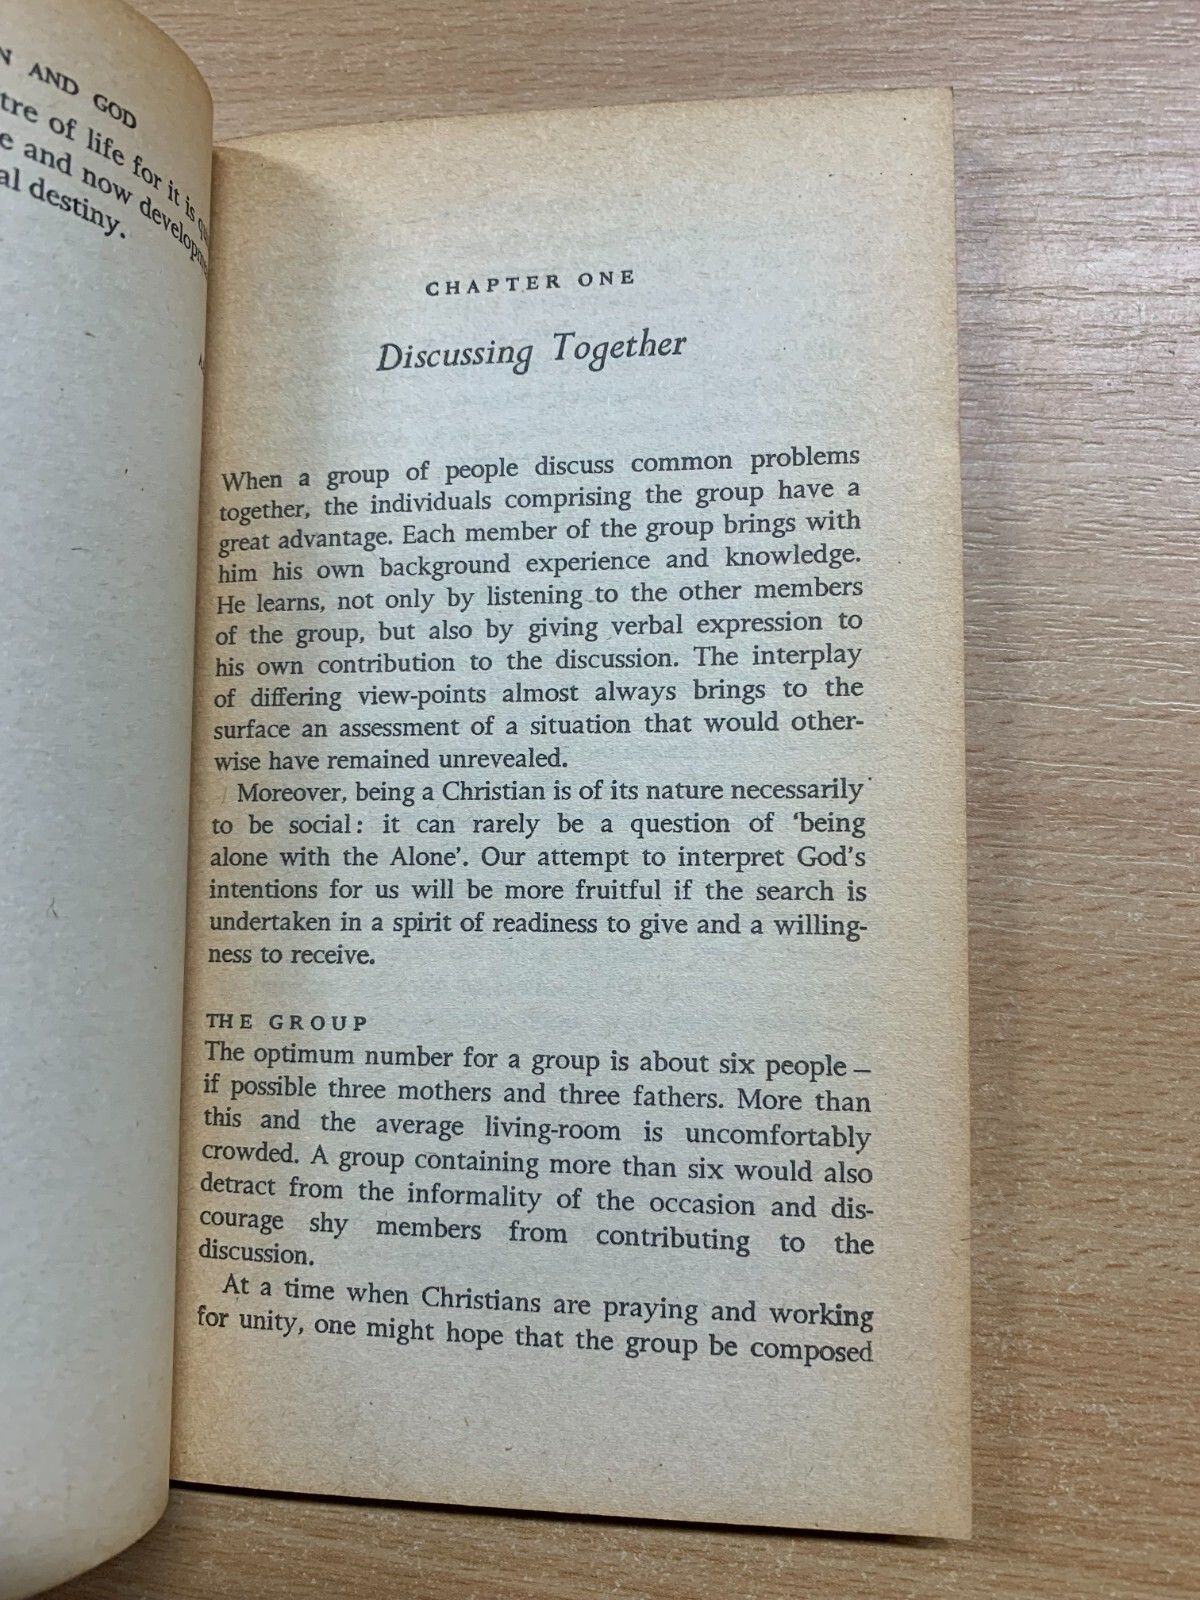 N AND GOD
tre of life for it is
e and now developme
al destiny.
CHAPTER ONE
Discussing Together
When a group of people discuss common problems
together, the individuals comprising the group have a
great advantage. Each member of the group brings with
him his own background experience and knowledge.
He learns, not only by listening to the other members
of the group, but also by giving verbal expression to
his own contribution to the discussion. The interplay
of differing view-points almost always brings to the
surface an assessment of a situation that would other-
wise have remained unrevealed.
Moreover, being a Christian is of its nature necessarily
to be social: it can rarely be a question of ‘being
alone with the Alone’. Our attempt to interpret God’s
intentions for us will be more fruitful if the search is
undertaken in a spirit of readiness to give and a willing-
ness to receive.
THE GROUP
The optimum number for a group is about six people –
if possible three mothers and three fathers. More than
this and the average living-room is uncomfortably
crowded. A group containing more than six would also
detract from the informality of the occasion and dis-
courage shy members from contributing to the
discussion.
At a time when Christians are praying and working
for unity, one might hope that the group be composed